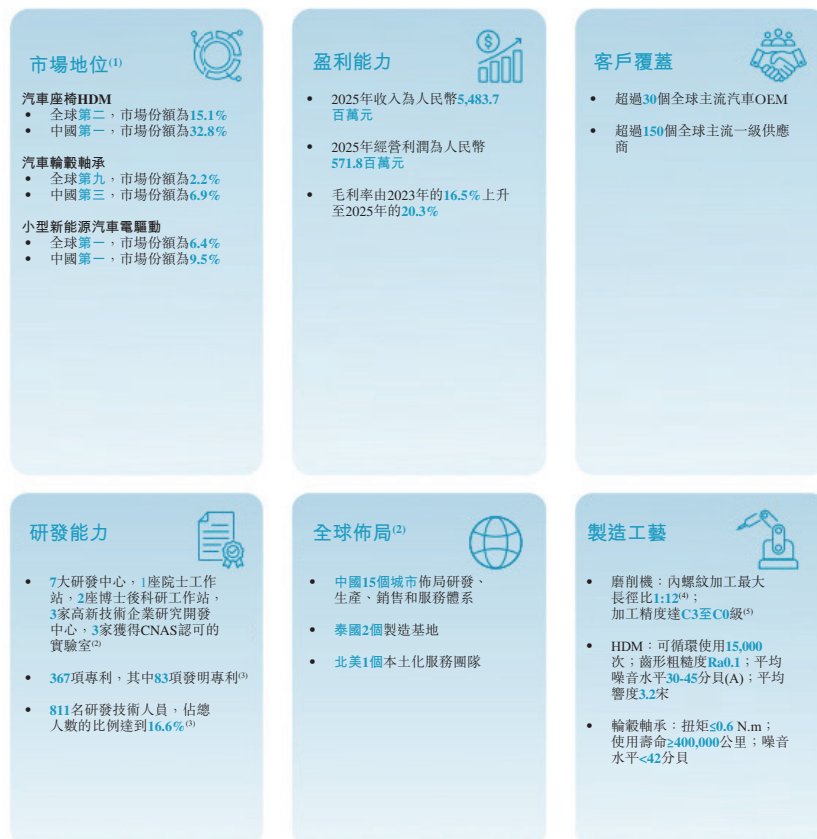 市場地位(1)
汽車座椅HDM
• 全球第二，市場份額為15.1%
• 中國第一，市場份額為32.8%
汽車輪轂軸承
• 全球第九，市場份額為2.2%
• 中國第三，市場份額為6.9%
小型新能源汽車電驅動
• 全球第一，市場份額為6.4%
• 中國第一，市場份額為9.5%
盈利能力
• 2025年收入為人民幣5,483.7
百萬元
• 2025年經營利潤為人民幣
571.8百萬元
• 毛利率由2023年的16.5%上升
至2025年的20.3%
客戶覆蓋
• 超過30個全球主流汽車OEM
• 超過150個全球主流一級供應
商
研發能力
• 7大研發中心，1座院士工作
站，2座博士後科研工作站，
3家高新技術企業研究開發
中心，3家獲得CNAS認可的
實驗室(2)
• 367項專利，其中83項發明專利(3)
• 811名研發技術人員，佔總
人數的比例達到16.6%(3)
全球佈局(2)
• 中國15個城市佈局研發、
生產、銷售和服務體系
• 泰國2個製造基地
• 北美1個本土化服務團隊
製造工藝
• 磨削機：內螺紋加工最大
長徑比1:12(4)；
加工精度達C3至C0級(5)
• HDM：可循環使用15,000
次；齒形粗糙度Ra0.1；平均
噪音水平30-45分貝(A)；平均
響度3.2宋
• 輪轂軸承：扭矩≤0.6 N.m；
使用壽命≥400,000公里；噪音
水平<42分貝